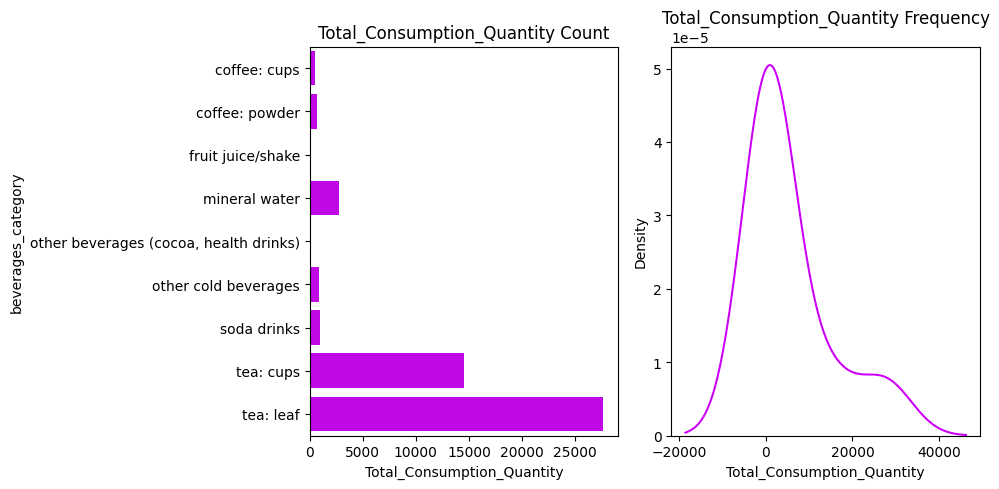 Total_Consumption_Quantity Count
beverages_category
coffee: cups
coffee: powder
fruit juice/shake
mineral water
other beverages (cocoa, health drinks)
other cold beverages
soda drinks
tea: cups
tea: leaf
0 5000 10000 15000 20000 25000
Total_Consumption_Quantity
Total_Consumption_Quantity Frequency
1e−5
Density
5
4
3
2
1
0
−20000 0 20000 40000
Total_Consumption_Quantity